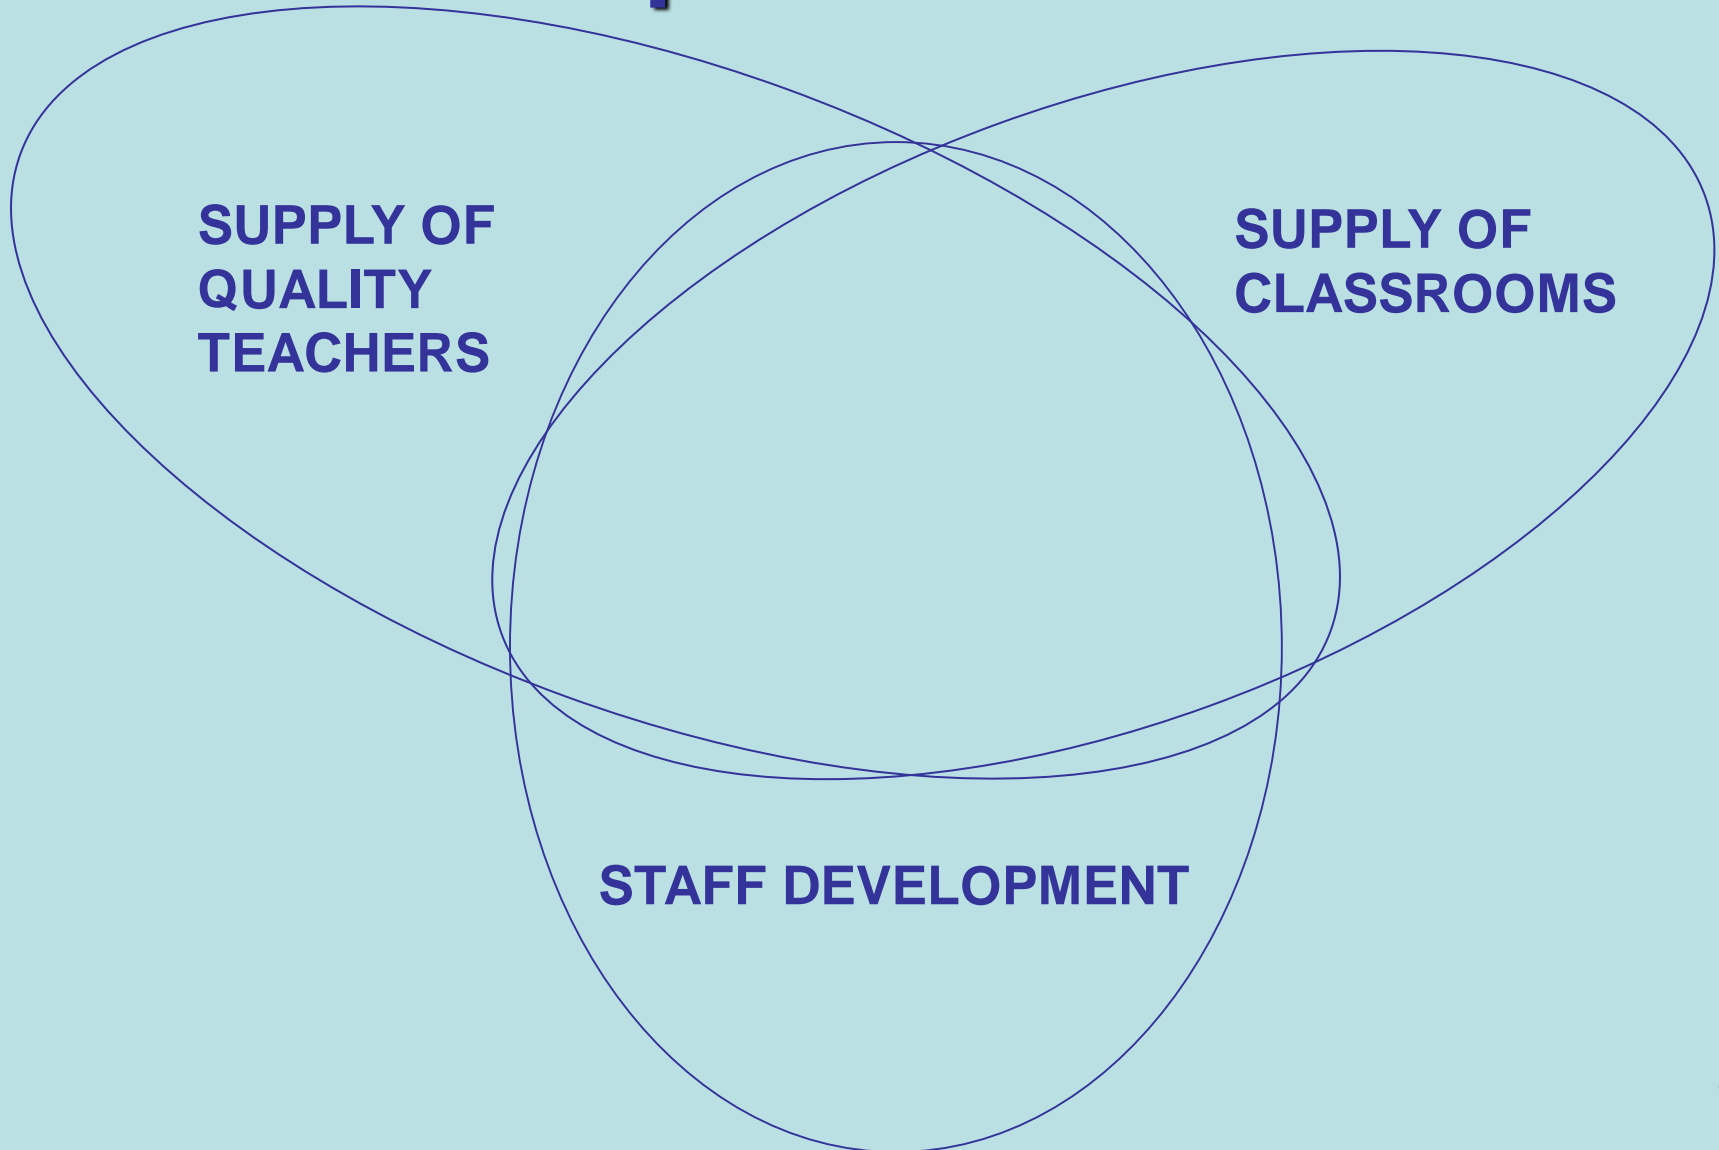 SUPPLY OF
QUALITY
TEACHERS
SUPPLY OF
CLASSROOMS
STAFF DEVELOPMENT